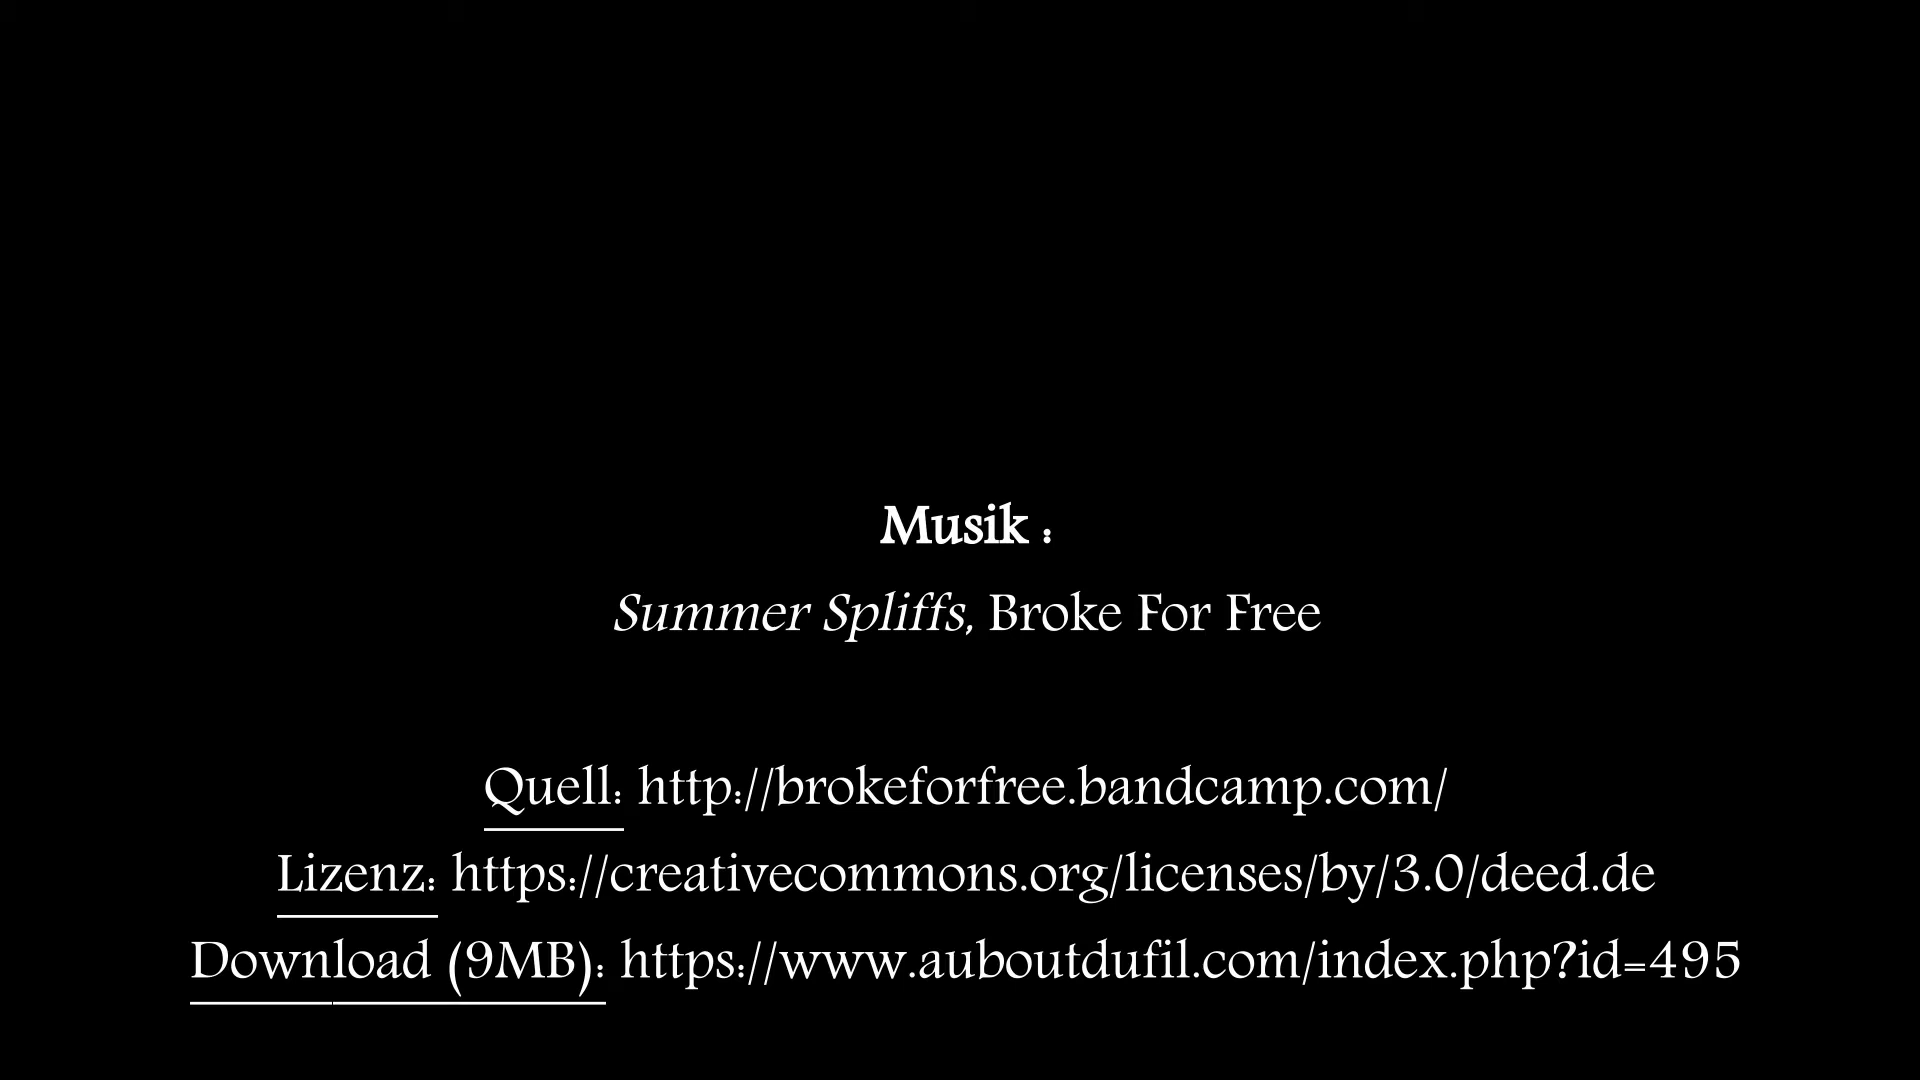 Musik :
Summer Spliffs, Broke For Free
Quell: http://brokeforfree.bandcamp.com/
Lizenz: https://creativecommons.org/licenses/by/3.0/deed.de
Download (9MB): https://www.auboutdufil.com/index.php?id=495